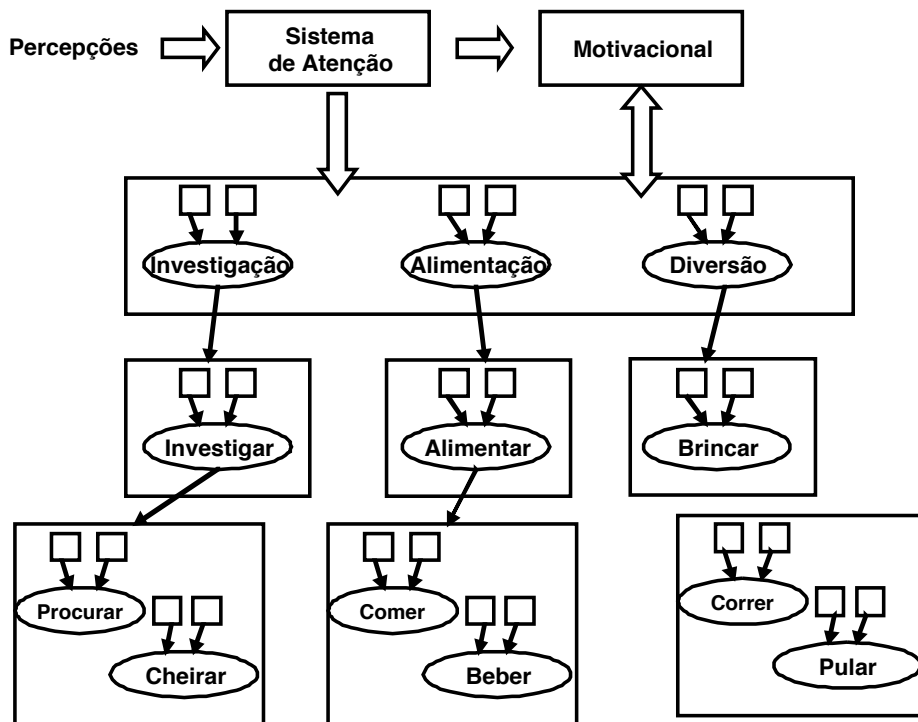 Percepções
Sistema
de Atenção
Motivacional
Investigação
Alimentação
Diversão
Investigar
Alimentar
Brincar
Procurar
Cheirar
Comer
Beber
Correr
Pular